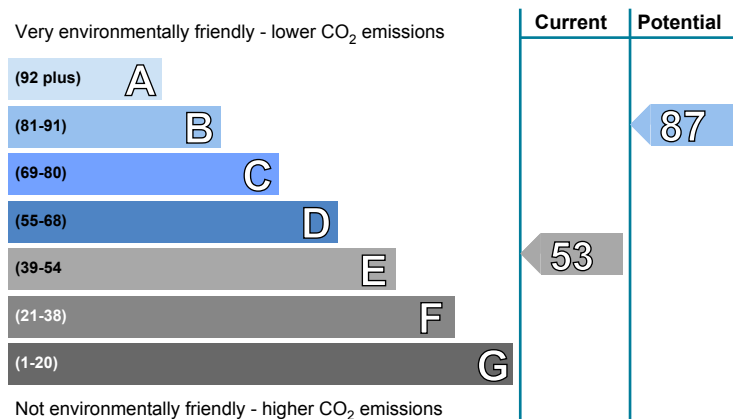 Current Potential
Very environmentally friendly - lower CO₂ emissions
(92 plus) A
(81-91) B 87
(69-80) C
(55-68) D
(39-54 E 53
(21-38) F
(1-20) G
Not environmentally friendly - higher CO₂ emissions